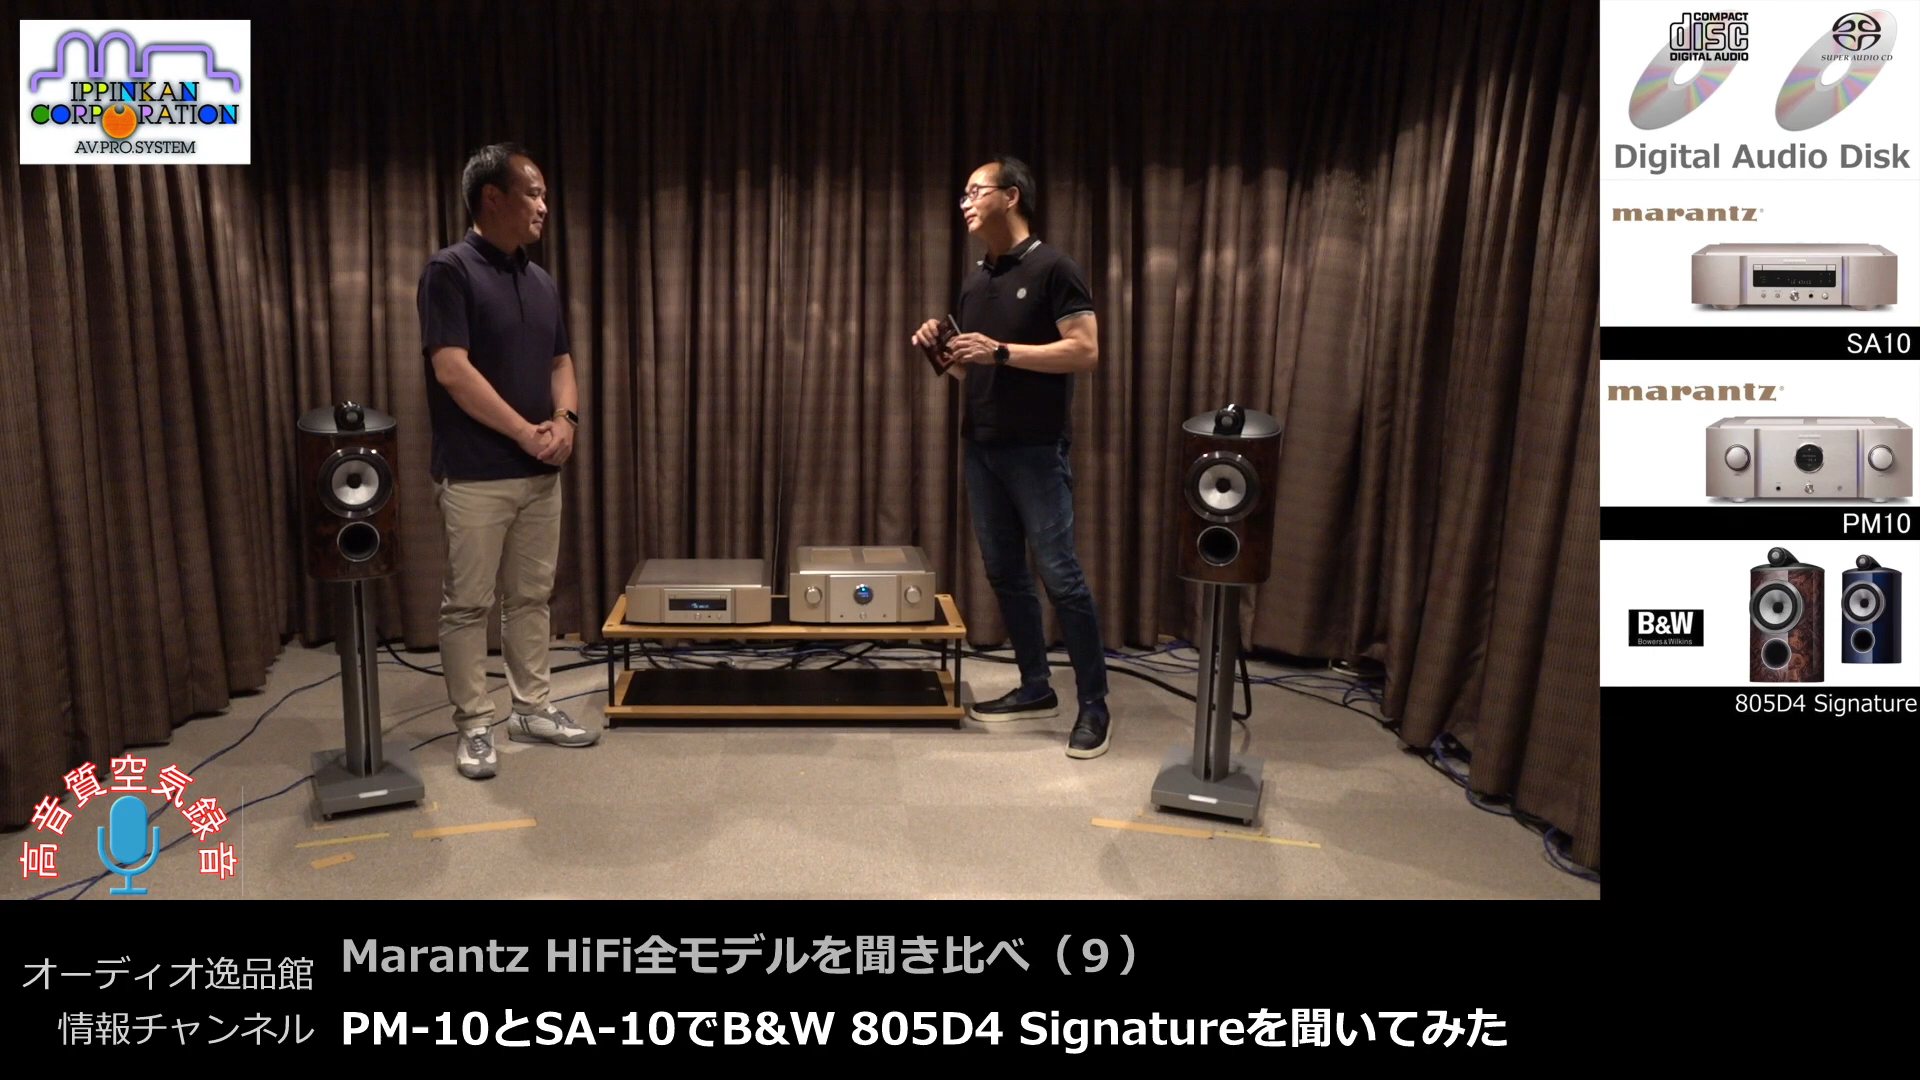 IPPINKAN
CORPORATION
AV.PRO.SYSTEM
COMPACT
disc
DIGITAL AUDIO
SUPER AUDIO CD
Digital Audio Disk
marantz
SA10
marantz
PM10
B&W
Bowers & Wilkins
805D4 Signature
高音質空気録音
オーディオ逸品館
情報チャンネル
Marantz HiFi全モデルを聞き比べ（９）
PM-10とSA-10でB&W 805D4 Signatureを聞いてみた